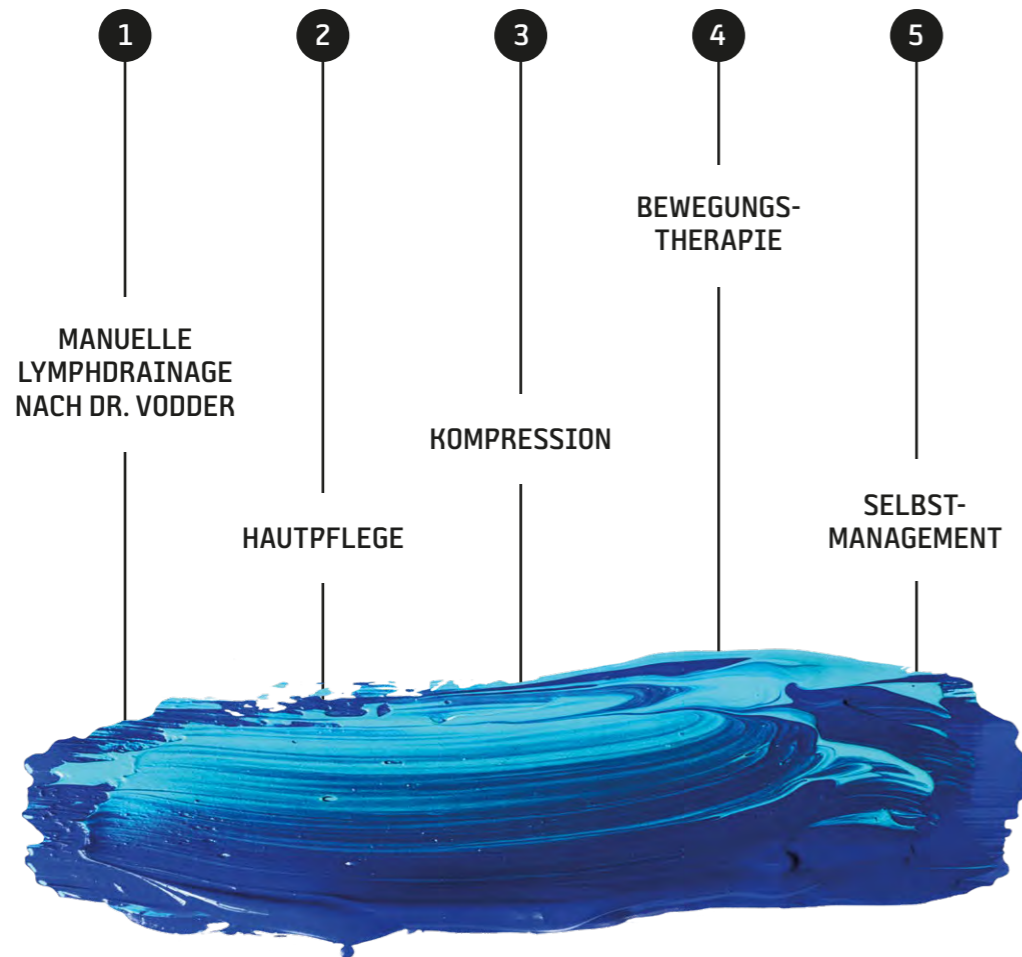 1
2
3
4
5
MANUELLE
LYMPHDRAINAGE
NACH DR. VODDER
HAUTPFLEGE
KOMPRESSION
BEWEGUNGS-
THERAPIE
SELBST-
MANAGEMENT